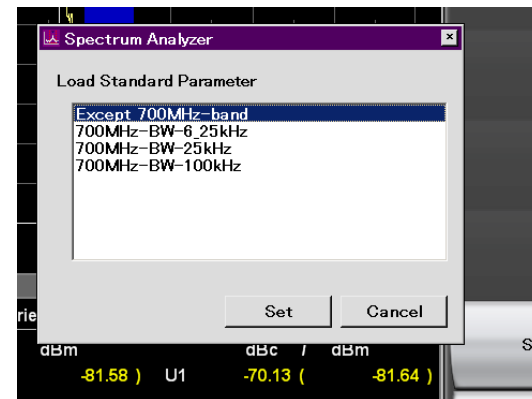 Spectrum Analyzer
Load Standard Parameter
Except 700MHz-band
700MHz-BW-6_25kHz
700MHz-BW-25kHz
700MHz-BW-100kHz
Set Cancel
dBm dBc / dBm
-81.58 ) U1 -70.13 ( -81.64 )